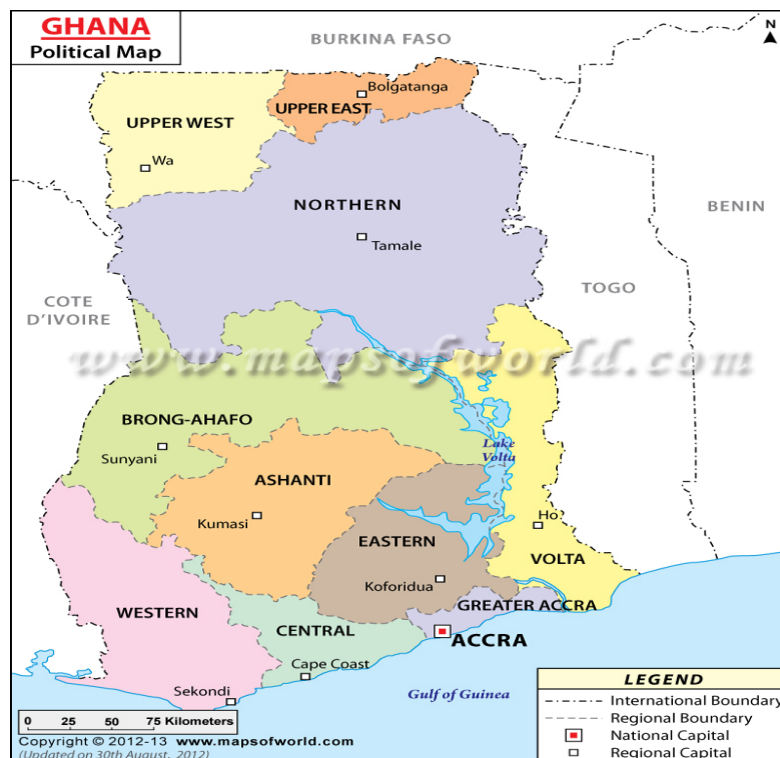 GHANA
Political Map
BURKINA FASO
N
Bolgatanga
UPPER EAST
UPPER WEST
Wa
NORTHERN
BENIN
Tamale
TOGO
COTE
D'IVOIRE
www.mapsofworld.com
BRONG-AHAFO
Sunyani
Lake
Volta
ASHANTI
Kumasi
Ho
EASTERN
VOLTA
Koforidua
GREATER ACCRA
WESTERN
CENTRAL
ACCRA
Cape Coast
Sekondi
Gulf of Guinea
LEGEND
International Boundary
Regional Boundary
National Capital
Regional Capital
0 25 50 75 Kilometers
Copyright © 2012-13 www.mapsofworld.com
(Updated on 30th August, 2012)